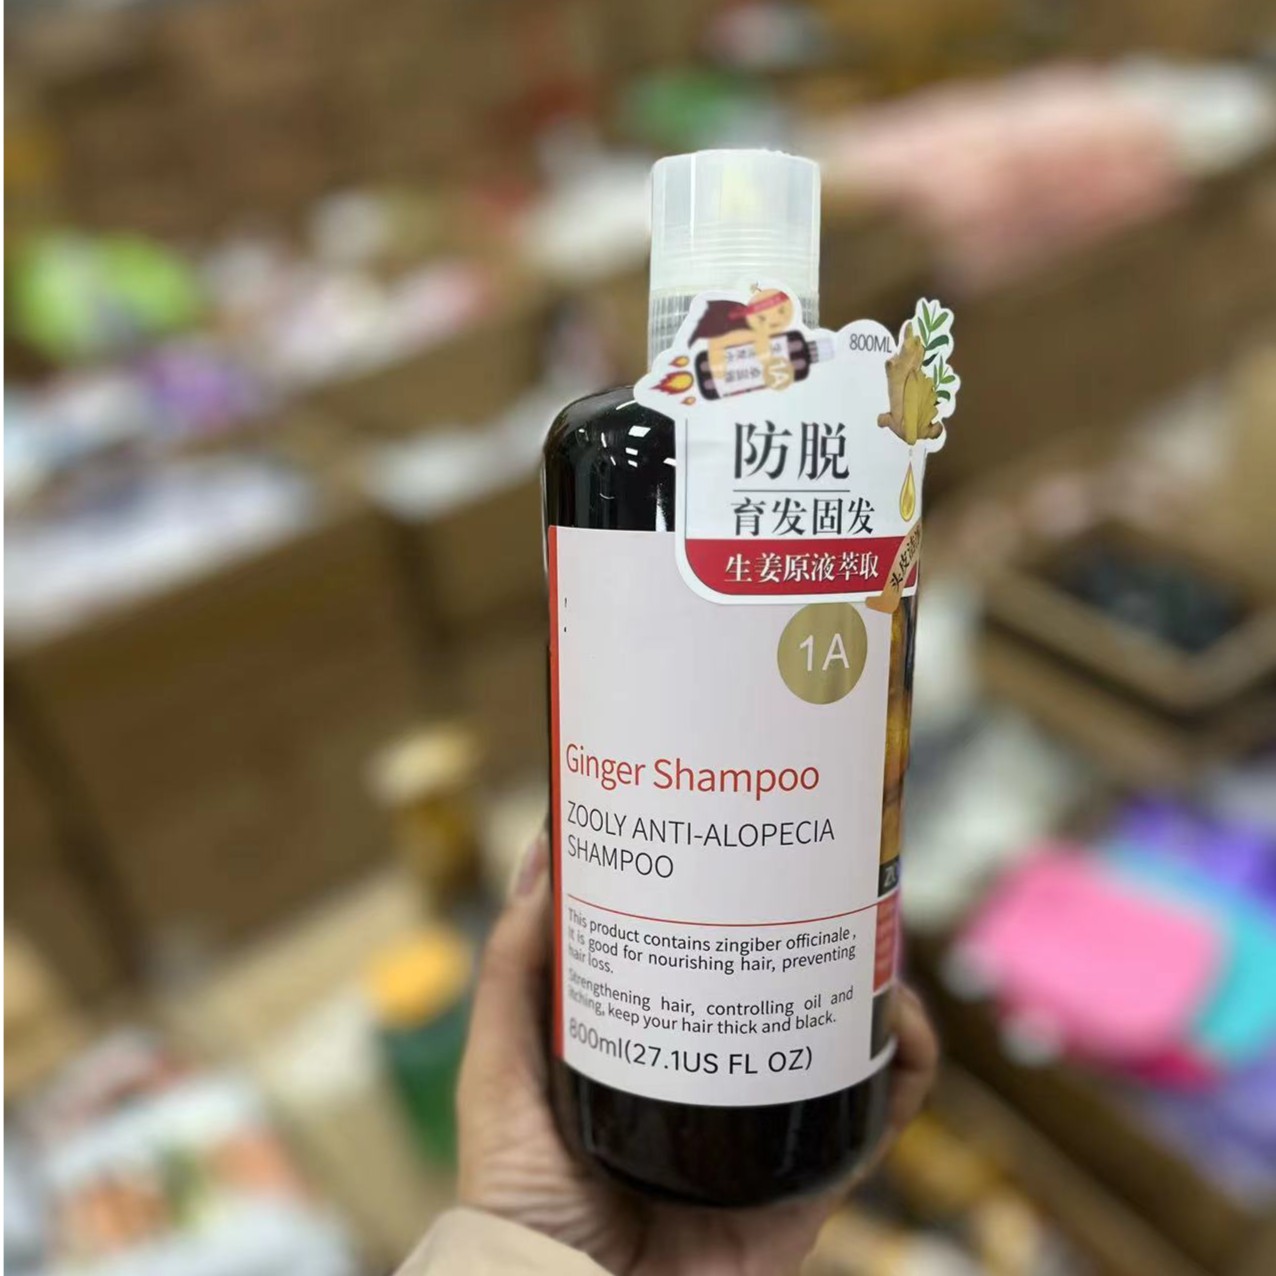 800ML
防脱
育发固发
生姜原液萃取
1A
Ginger Shampoo
ZOOLY ANTI-ALOPECIA
SHAMPOO
This product contains zingiber officinale,
It is good for nourishing hair, preventing
hair loss.
Strengthening hair, controlling oil and
itching, keep your hair thick and black.
800ml(27.1US FL OZ)